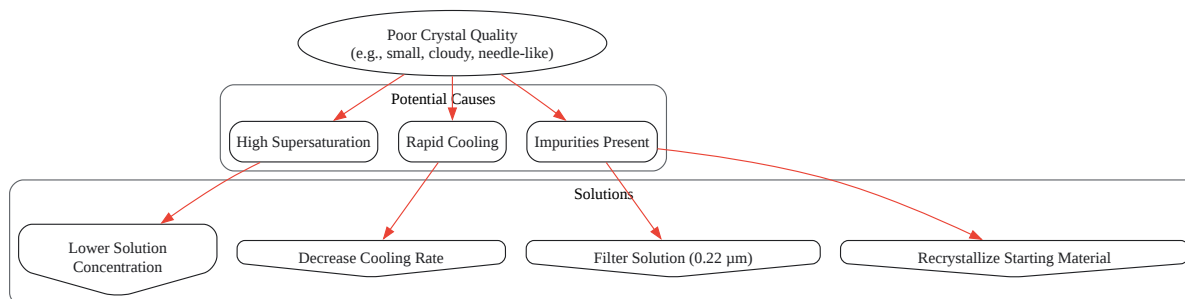 Poor Crystal Quality
(e.g., small, cloudy, needle-like)
Potential Causes
High Supersaturation
Rapid Cooling
Impurities Present
Solutions
Lower Solution
Concentration
Decrease Cooling Rate
Filter Solution (0.22 µm)
Recrystallize Starting Material